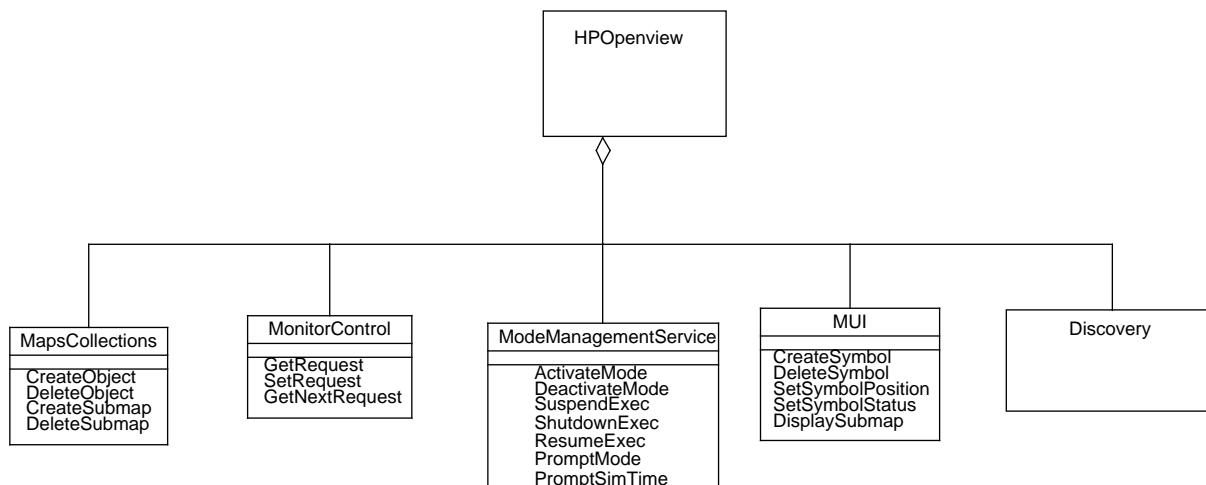 HPOpenview
MapsCollections
CreateObject
DeleteObject
CreateSubmap
DeleteSubmap
MonitorControl
GetRequest
SetRequest
GetNextRequest
ModeManagementService
ActivateMode
DeactivateMode
SuspendExec
ShutdownExec
ResumeExec
PromptMode
PromptSimTime
MUI
CreateSymbol
DeleteSymbol
SetSymbolPosition
SetSymbolStatus
DisplaySubmap
Discovery